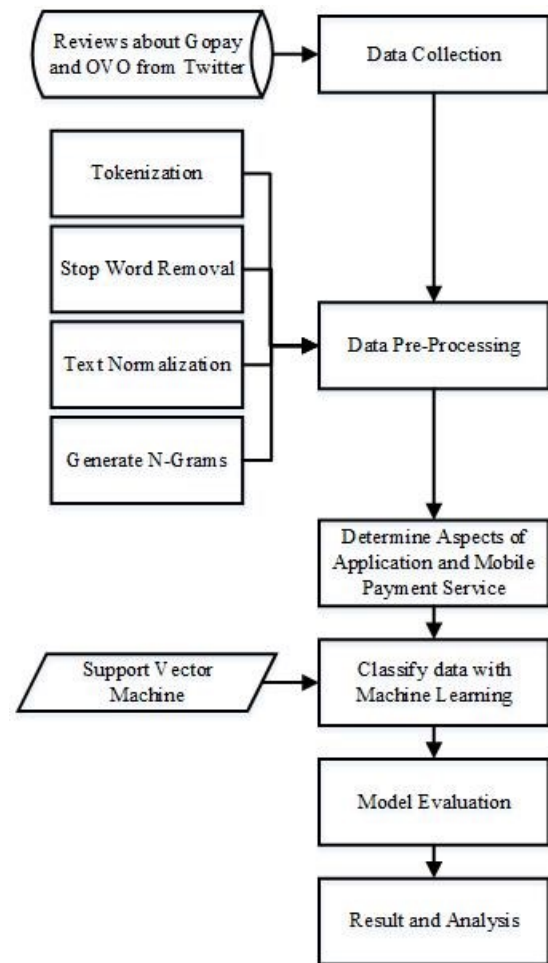 Reviews about Gopay
and OVO from Twitter
Data Collection
Tokenization
Stop Word Removal
Text Normalization
Generate N-Grams
Data Pre-Processing
Determine Aspects of
Application and Mobile
Payment Service
Support Vector
Machine
Classify data with
Machine Learning
Model Evaluation
Result and Analysis